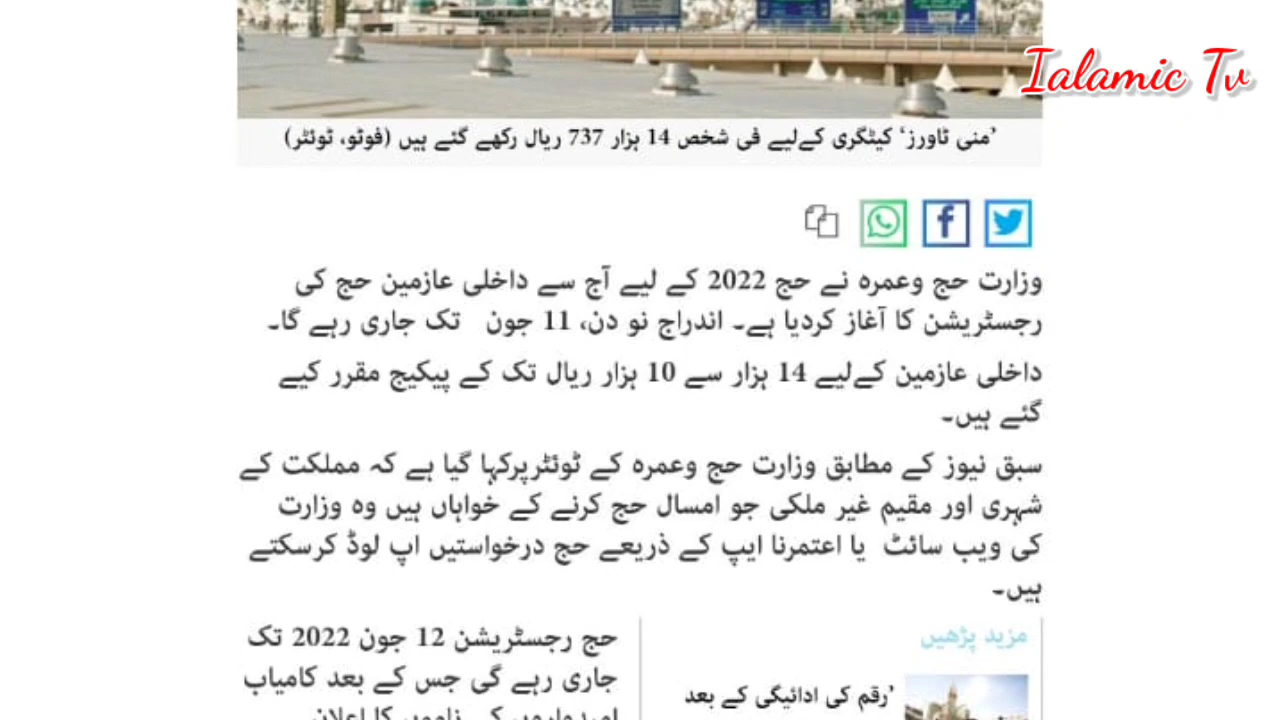 Ialamic Tv
’منی ٹاورز‘ کیٹگری کےلیے فی شخص 14 ہزار 737 ریال رکھے گئے ہیں (فوٹو، ٹوئٹر)
وزارت حج وعمرہ نے حج 2022 کے لیے آج سے داخلی عازمین حج کی
رجسٹریشن کا آغاز کردیا ہے۔ اندراج نو دن، 11 جون تک جاری رہے گا۔
داخلی عازمین کےلیے 14 ہزار سے 10 ہزار ریال تک کے پیکیج مقرر کیے
گئے ہیں۔
سبق نیوز کے مطابق وزارت حج وعمرہ کے ٹوئٹرپرکہا گیا ہے کہ مملکت کے
شہری اور مقیم غیر ملکی جو امسال حج کرنے کے خواہاں ہیں وہ وزارت
کی ویب سائٹ یا اعتمرنا ایپ کے ذریعے حج درخواستیں اپ لوڈ کرسکتے
ہیں۔
مزید پڑھیں
’رقم کی ادائیگی کے بعد
حج رجسٹریشن 12 جون 2022 تک
جاری رہے گی جس کے بعد کامیاب
امیدواروں کے ناموں کا اعلان